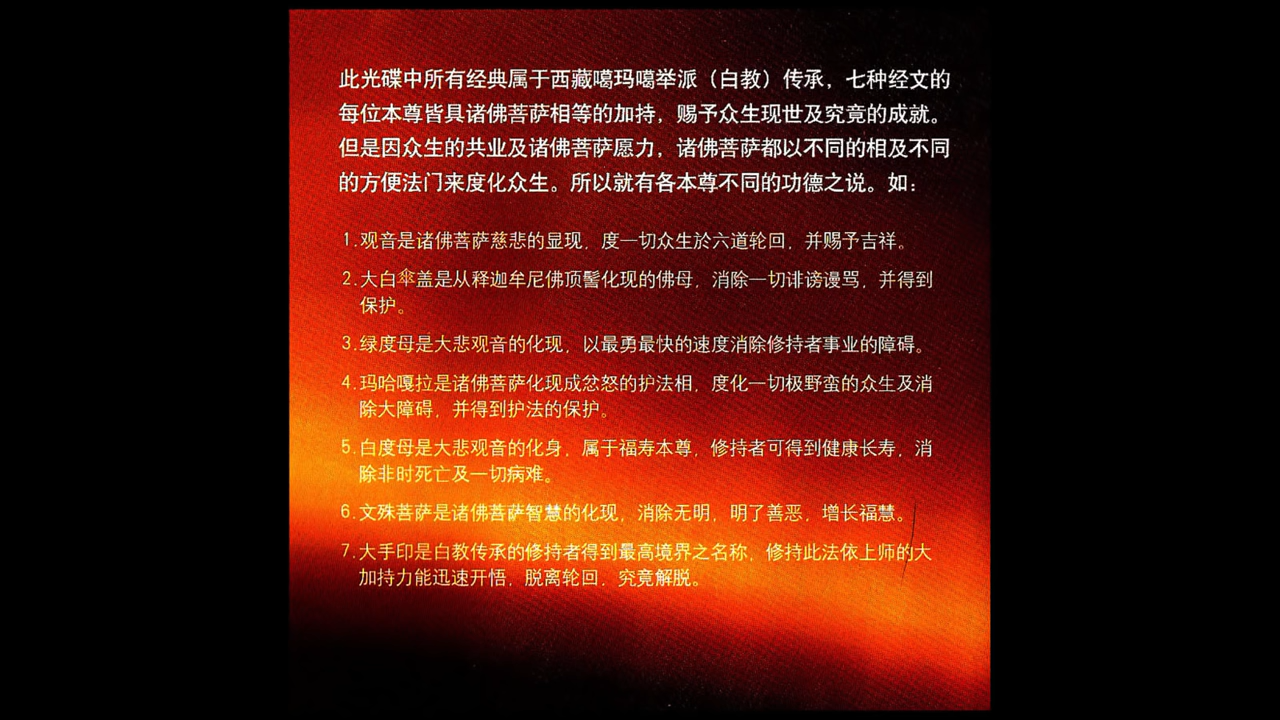 此光碟中所有经典属于西藏噶玛噶举派（白教）传承，七种经文的
每位本尊皆具诸佛菩萨相等的加持，赐予众生现世及究竟的成就。
但是因众生的共业及诸佛菩萨愿力，诸佛菩萨都以不同的相及不同
的方便法门来度化众生。所以就有各本尊不同的功德之说。如：
1.观音是诸佛菩萨慈悲的显现，度一切众生於六道轮回，并赐予吉祥。
2.大白傘盖是从释迦牟尼佛顶髻化现的佛母，消除一切诽谤谩骂，并得到
保护。
3.绿度母是大悲观音的化现，以最勇最快的速度消除修持者事业的障碍。
4.玛哈嘎拉是诸佛菩萨化现成忿怒的护法相，度化一切极野蛮的众生及消
除大障碍，并得到护法的保护。
5.白度母是大悲观音的化身，属于福寿本尊，修持者可得到健康长寿，消
除非时死亡及一切病难。
6.文殊菩萨是诸佛菩萨智慧的化现，消除无明，明了善恶，增长福慧。
7.大手印是白教传承的修持者得到最高境界之名称，修持此法依上师的大
加持力能迅速开悟，脱离轮回，究竟解脱。